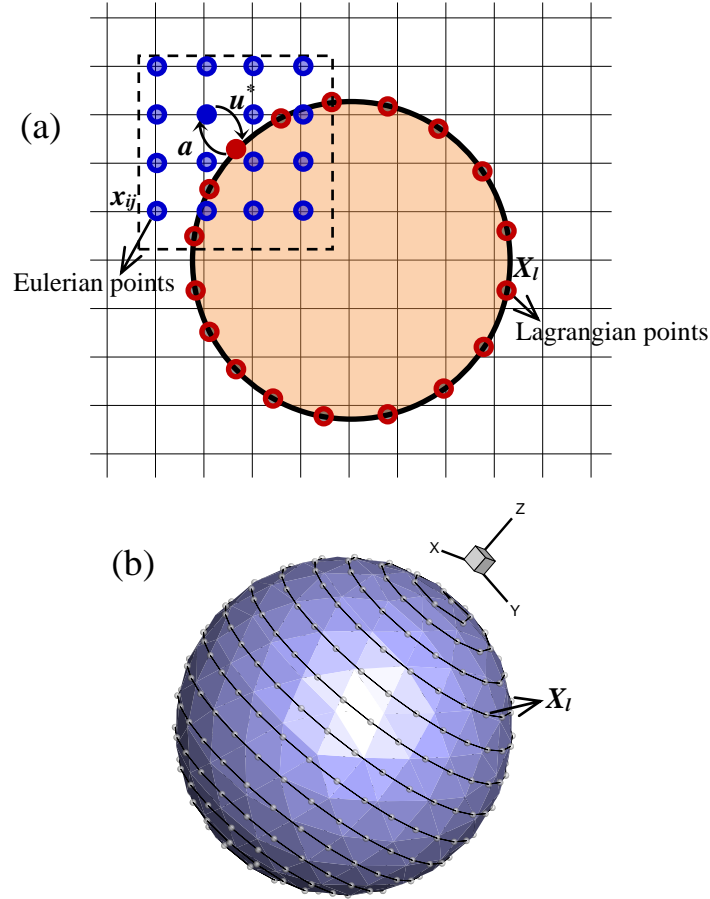 (a)
u*
a
x_ij
Eulerian points
X_l
Lagrangian points
(b)
Z
X
Y
X_l